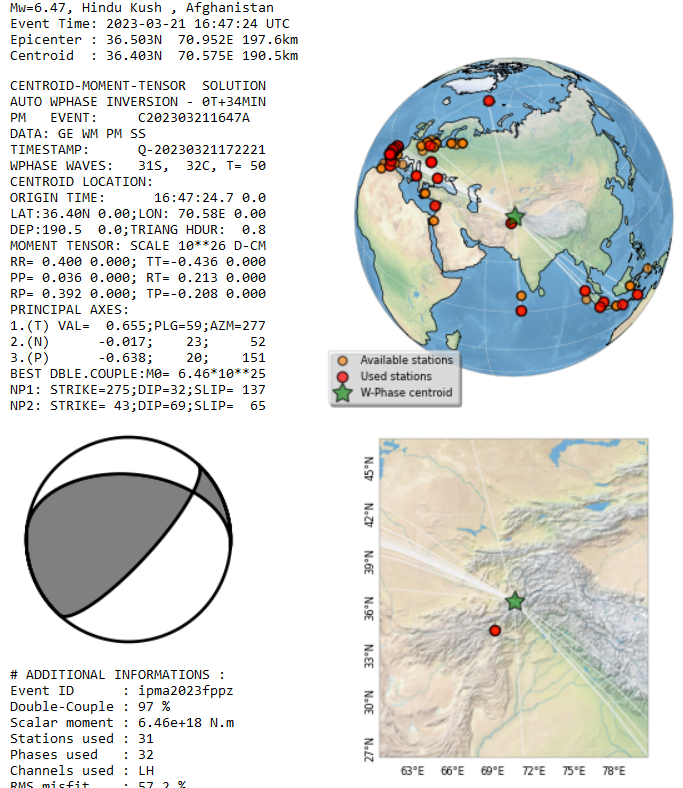 Mw=6.47, Hindu Kush , Afghanistan
Event Time: 2023-03-21 16:47:24 UTC
Epicenter : 36.503N  70.952E 197.6km
Centroid  : 36.403N  70.575E 190.5km
CENTROID-MOMENT-TENSOR  SOLUTION
AUTO WPHASE INVERSION - 0T+34MIN
PM   EVENT:      C202303211647A
DATA: GE WM PM SS
TIMESTAMP:       Q-20230321172221
WPHASE WAVES:  31S,  32C, T= 50
CENTROID LOCATION:
ORIGIN TIME:      16:47:24.7 0.0
LAT:36.40N 0.00;LON: 70.58E 0.00
DEP:190.5  0.0;TRIANG HDUR:  0.8
MOMENT TENSOR: SCALE 10**26 D-CM
RR= 0.400 0.000; TT=-0.436 0.000
PP= 0.036 0.000; RT= 0.213 0.000
RP= 0.392 0.000; TP=-0.208 0.000
PRINCIPAL AXES:
1.(T) VAL=  0.655;PLG=59;AZM=277
2.(N)      -0.017;    23;     52
3.(P)      -0.638;    20;    151
BEST DBLE.COUPLE:M0= 6.46*10**25
NP1: STRIKE=275;DIP=32;SLIP= 137
NP2: STRIKE= 43;DIP=69;SLIP=  65
Available stations
Used stations
W-Phase centroid
45°N
42°N
39°N
36°N
33°N
30°N
27°N
63°E 66°E 69°E 72°E 75°E 78°E
# ADDITIONAL INFORMATIONS :
Event ID      : ipma2023fppz
Double-Couple : 97 %
Scalar moment : 6.46e+18 N.m
Stations used : 31
Phases used   : 32
Channels used : LH
RMS misfit    : 57.2 %